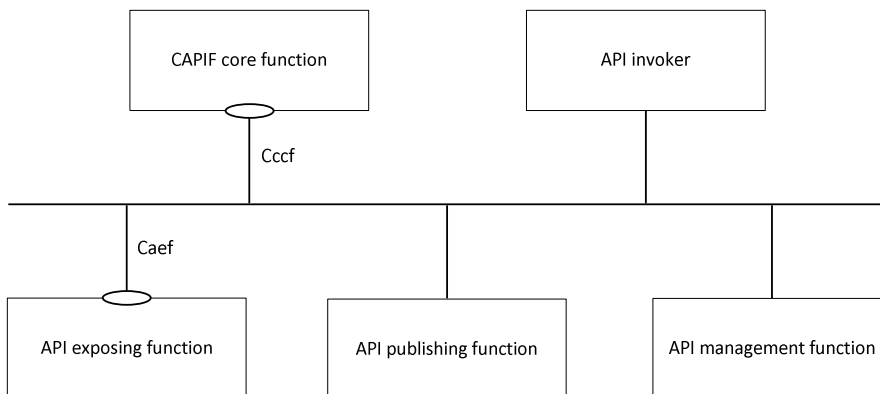 CAPIF core function
API invoker
Cccf
Caef
API exposing function
API publishing function
API management function